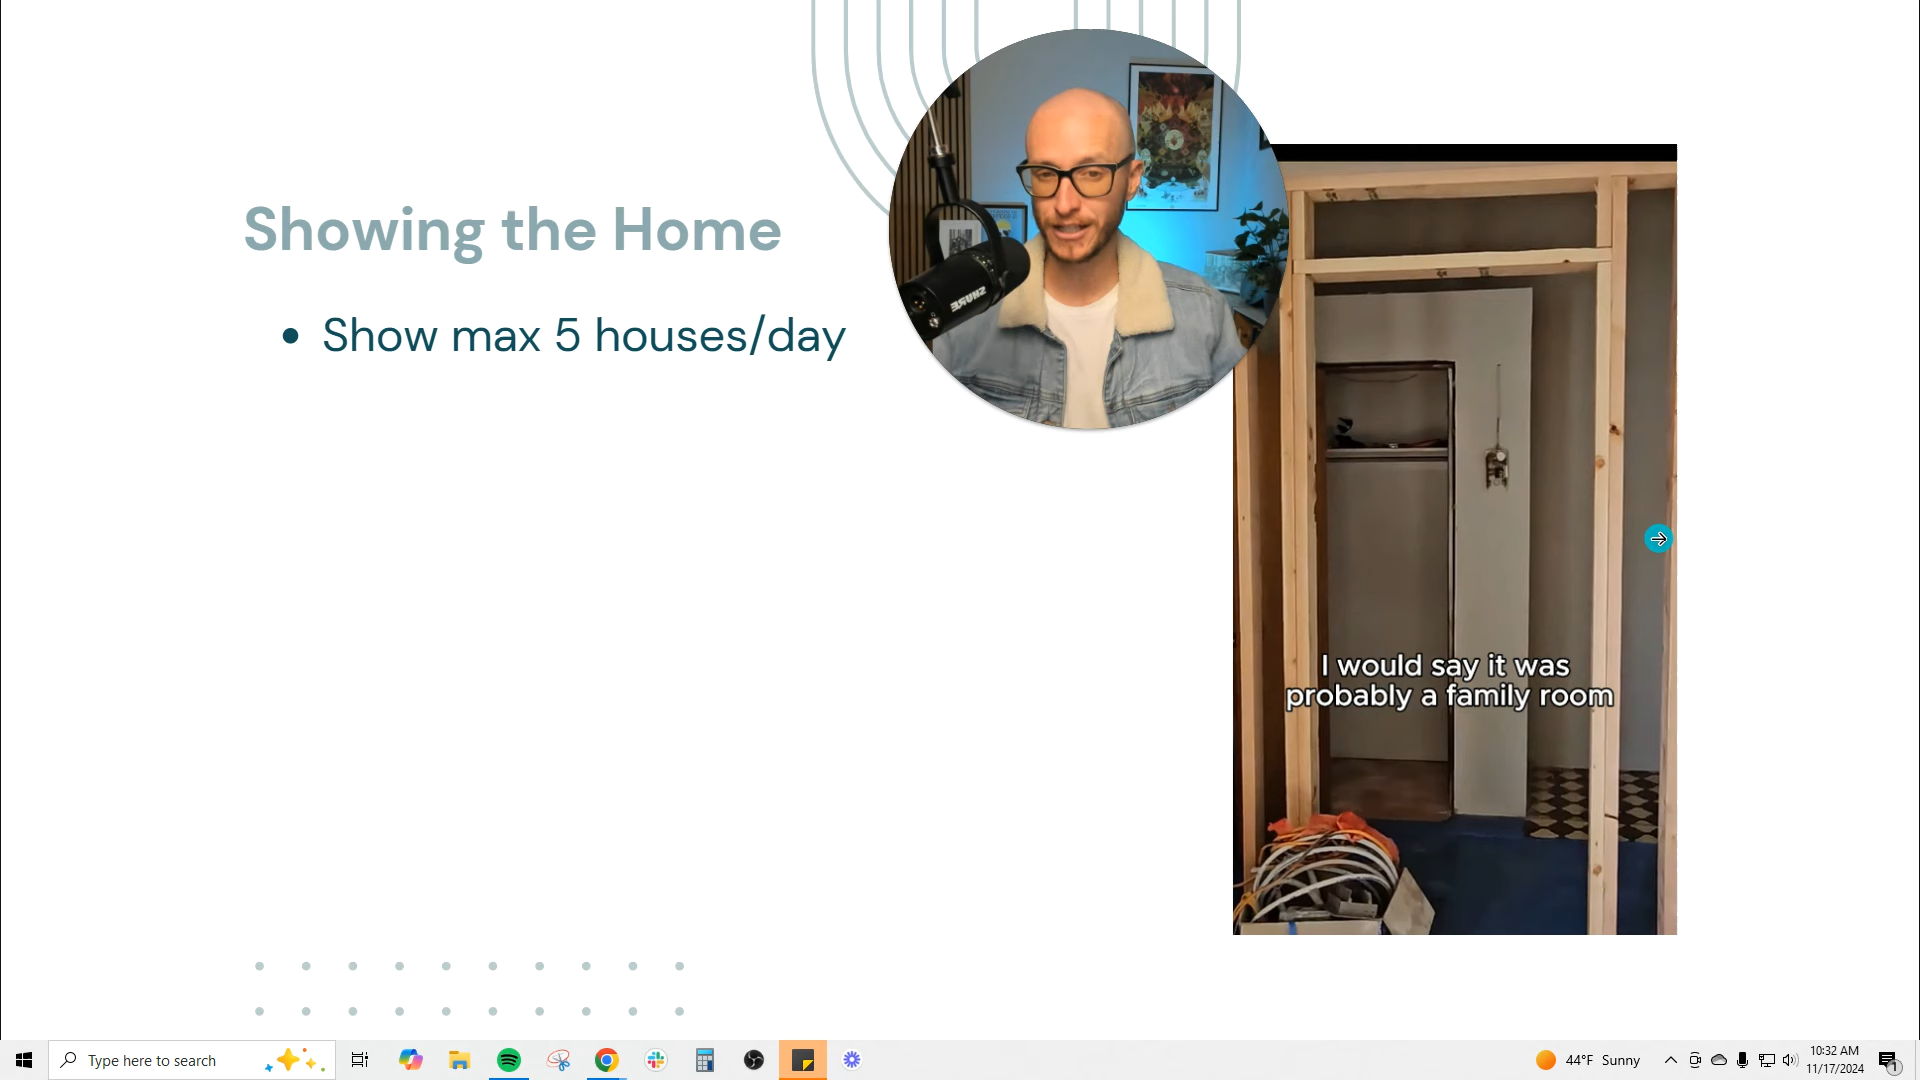 Showing the Home
• Show max 5 houses/day
SHURE
I would say it was
probably a family room
Type here to search
44°F Sunny
10:32 AM
11/17/2024
1